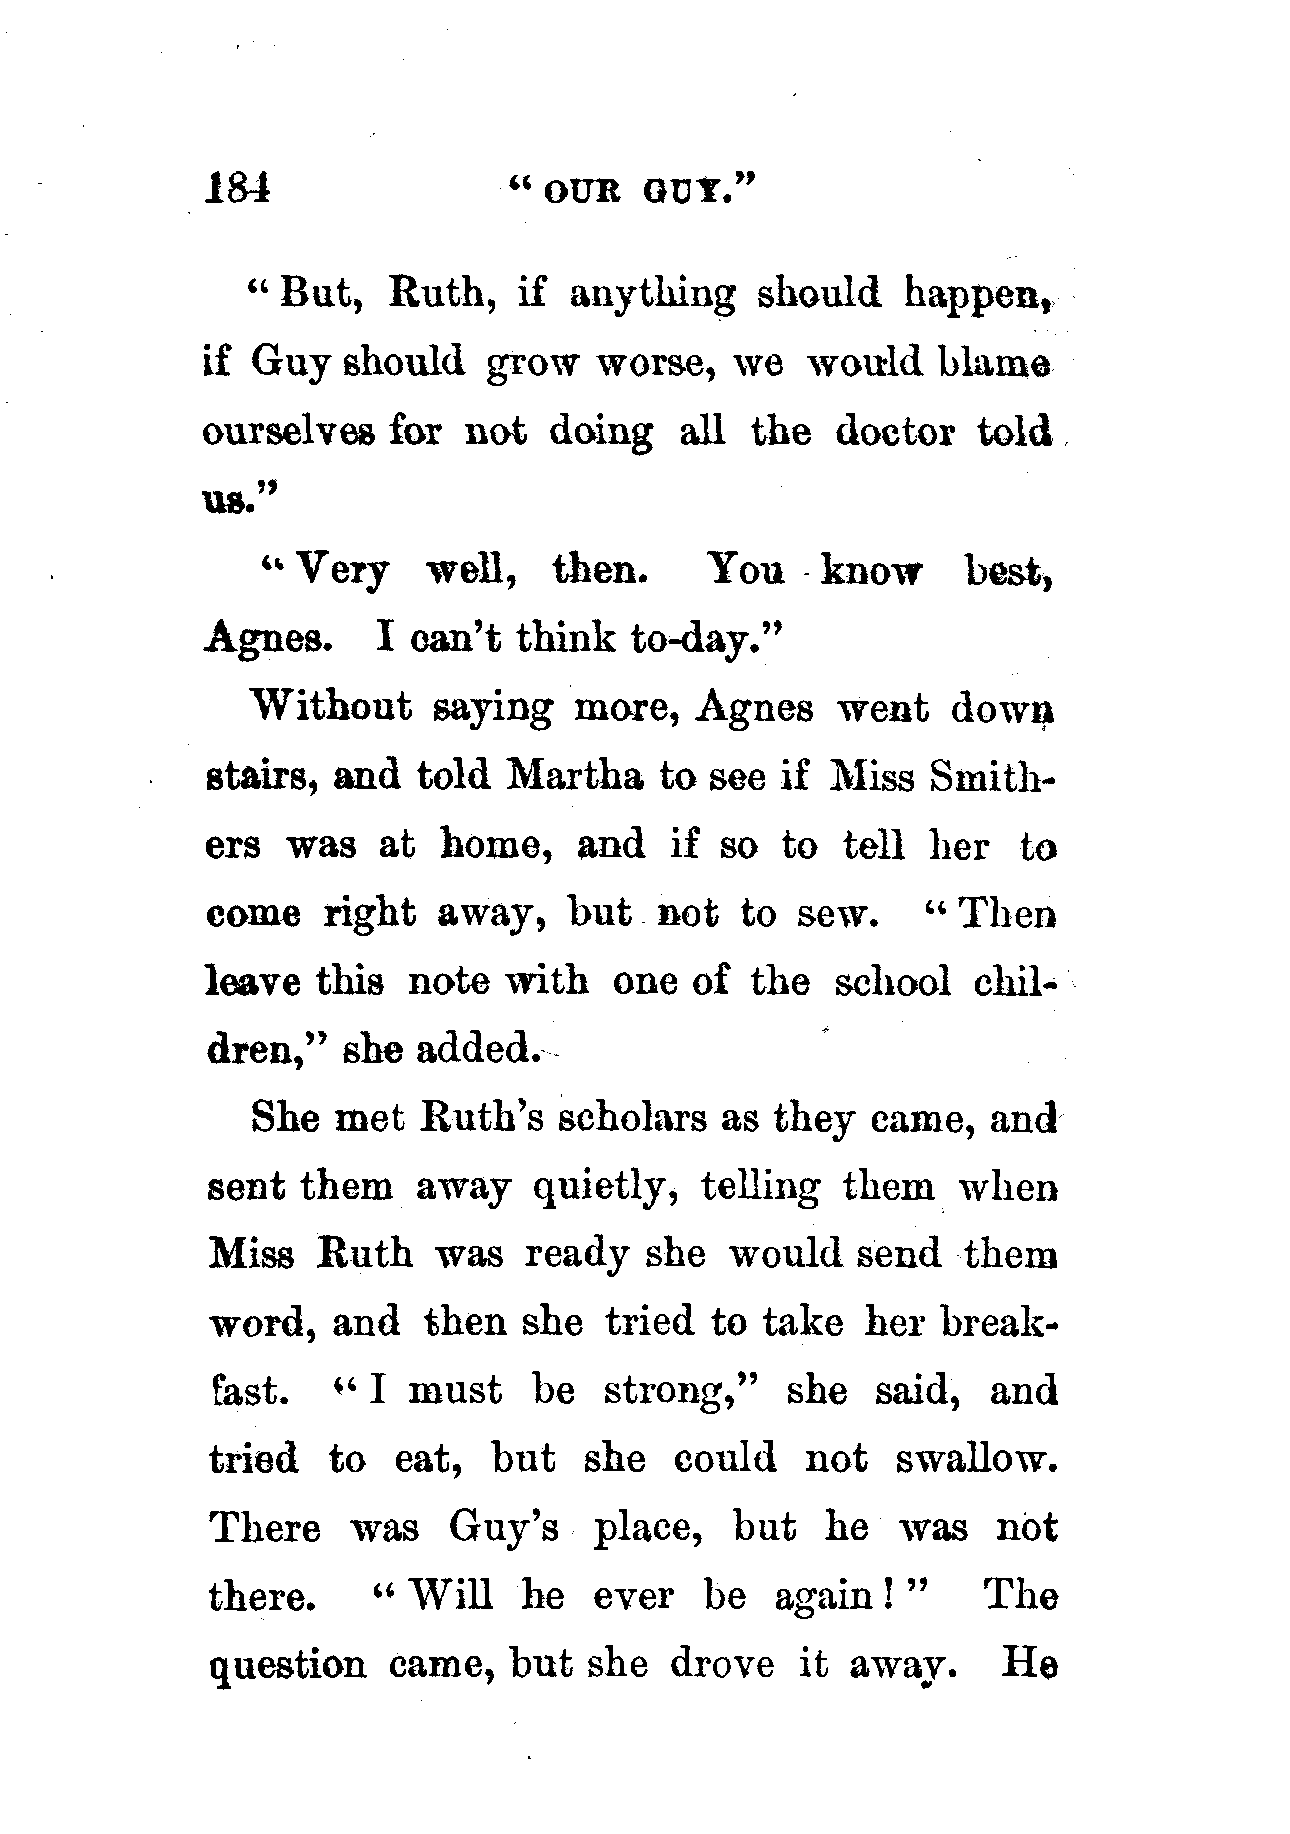 184 “ OUR GUY.”
“ But, Ruth, if anything should happen,
if Guy should grow worse, we would blame
ourselves for not doing all the doctor told
us.”
“ Very well, then. You know best,
Agnes. I can’t think to-day.”
Without saying more, Agnes went down
stairs, and told Martha to see if Miss Smith-
ers was at home, and if so to tell her to
come right away, but not to sew. “ Then
leave this note with one of the school chil-
dren,” she added.
She met Ruth’s scholars as they came, and
sent them away quietly, telling them when
Miss Ruth was ready she would send them
word, and then she tried to take her break-
fast. “ I must be strong,” she said, and
tried to eat, but she could not swallow.
There was Guy’s place, but he was not
there. “ Will he ever be again! ” The
question came, but she drove it away. He